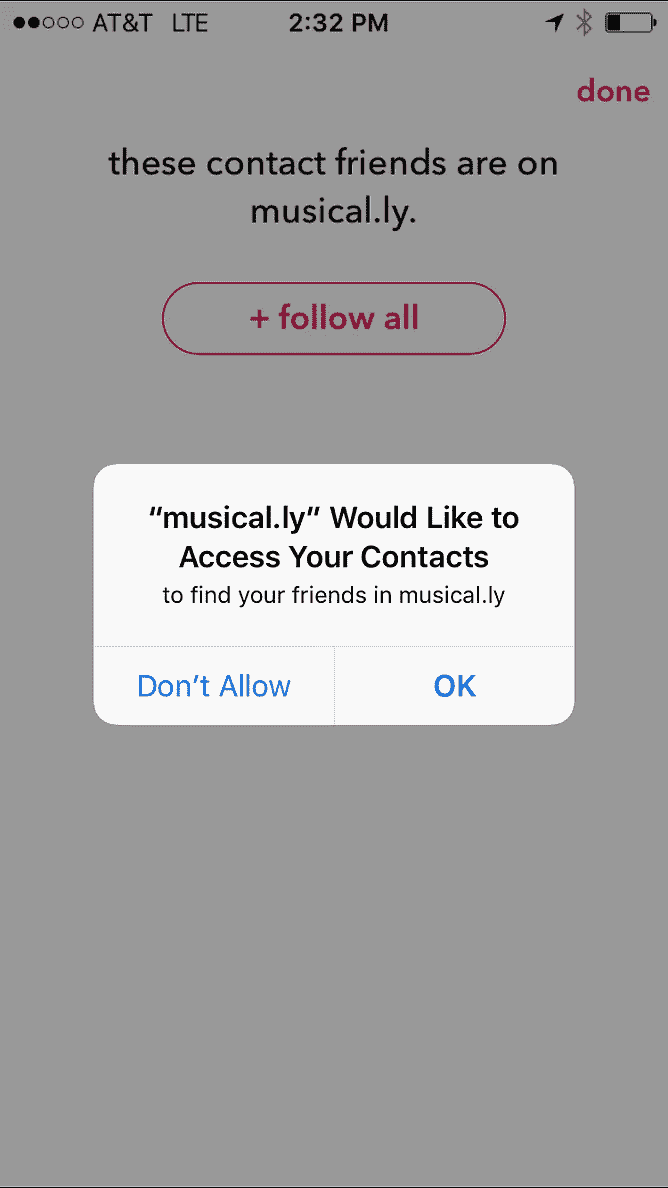 AT&T LTE 2:32 PM
done
these contact friends are on
musical.ly.
+ follow all
“musical.ly” Would Like to
Access Your Contacts
to find your friends in musical.ly
Don’t Allow OK